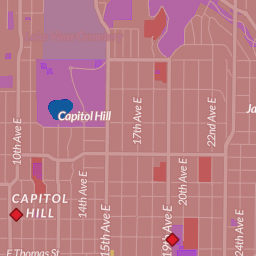 Capitol Hill
Ja
10th Ave E
17th Ave E
22nd Ave E
14th Ave E
15th Ave E
19th Ave E
20th Ave E
24th Ave E
CAPITOL
HILL
E Thomas St